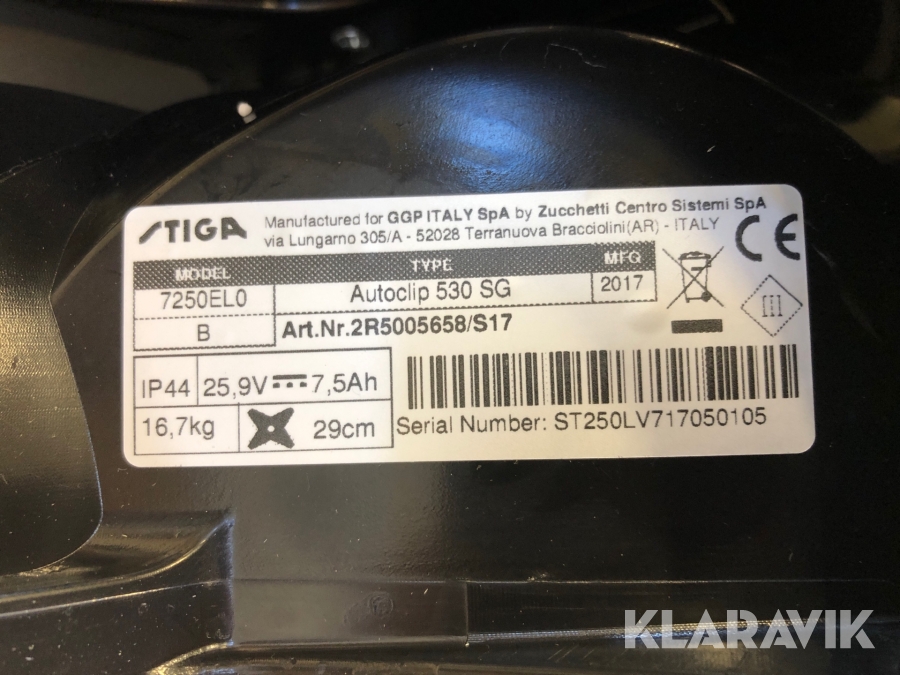 STIGA
Manufactured for GGP ITALY SpA by Zucchetti Centro Sistemi SpA
via Lungarno 305/A - 52028 Terranuova Bracciolini(AR) - ITALY
MODEL TYPE MFG
7250EL0 Autoclip 530 SG 2017
B Art.Nr.2R5005658/S17
CE
III
IP44 25,9V 7,5Ah
16,7kg 29cm
Serial Number: ST250LV717050105
KLARAVIK